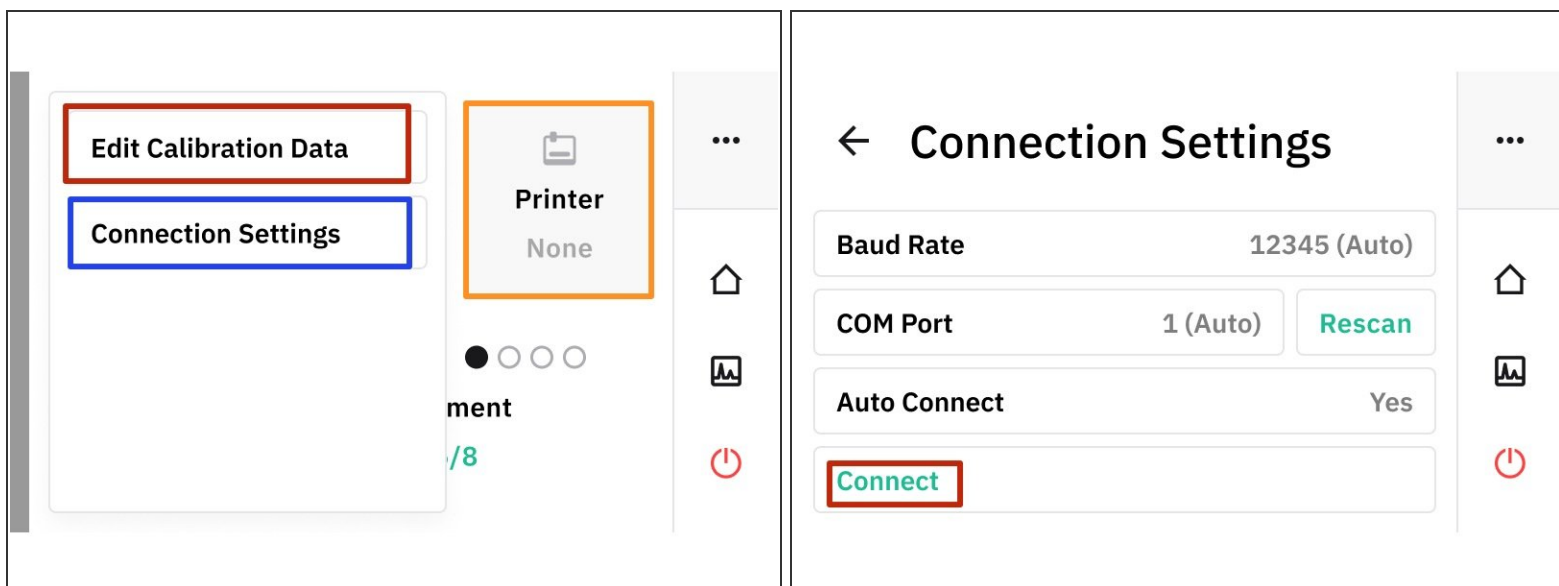 Edit Calibration Data
Connection Settings
Printer
None
ment
/8
Connection Settings
Baud Rate 12345 (Auto)
COM Port 1 (Auto) Rescan
Auto Connect Yes
Connect